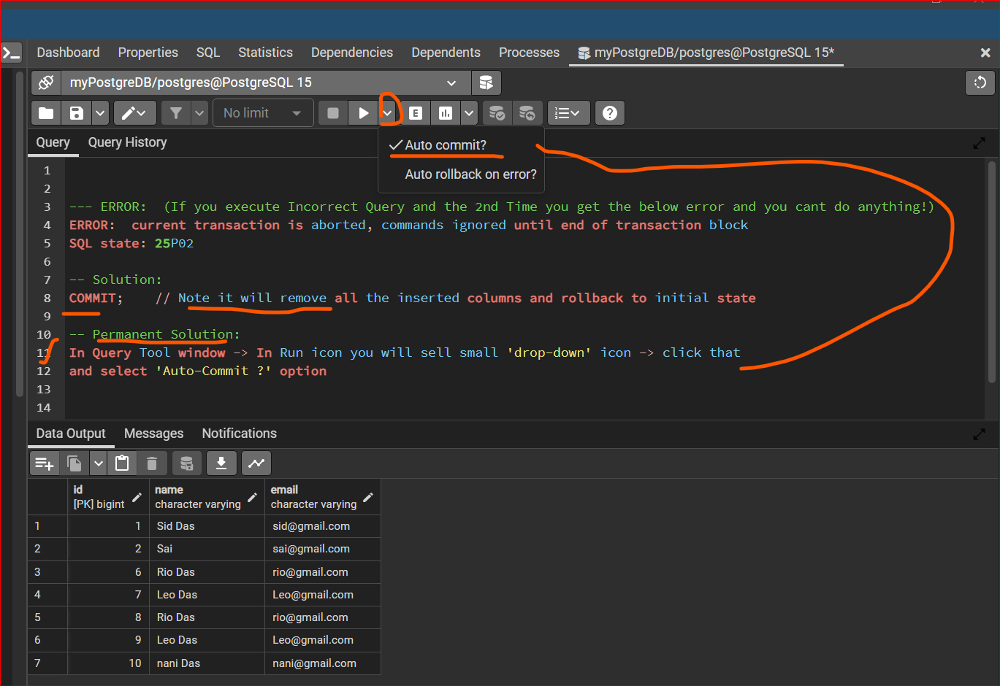 Dashboard Properties SQL Statistics Dependencies Dependents Processes myPostgreDB/postgres@PostgreSQL 15*
myPostgreDB/postgres@PostgreSQL 15
No limit E
Query Query History
Auto commit?
Auto rollback on error?
1
2
3 --- ERROR: (If you execute Incorrect Query and the 2nd Time you get the below error and you cant do anything!)
4 ERROR: current transaction is aborted, commands ignored until end of transaction block
5 SQL state: 25P02
6
7 -- Solution:
8 COMMIT; // Note it will remove all the inserted columns and rollback to initial state
9
10 -- Permanent Solution:
11 In Query Tool window -> In Run icon you will sell small 'drop-down' icon -> click that
12 and select 'Auto-Commit ?' option
13
14
Data Output Messages Notifications
id name email
[PK] bigint character varying character varying
1 1 Sid Das sid@gmail.com
2 2 Sai sai@gmail.com
3 6 Rio Das rio@gmail.com
4 7 Leo Das Leo@gmail.com
5 8 Rio Das rio@gmail.com
6 9 Leo Das Leo@gmail.com
7 10 nani Das nani@gmail.com